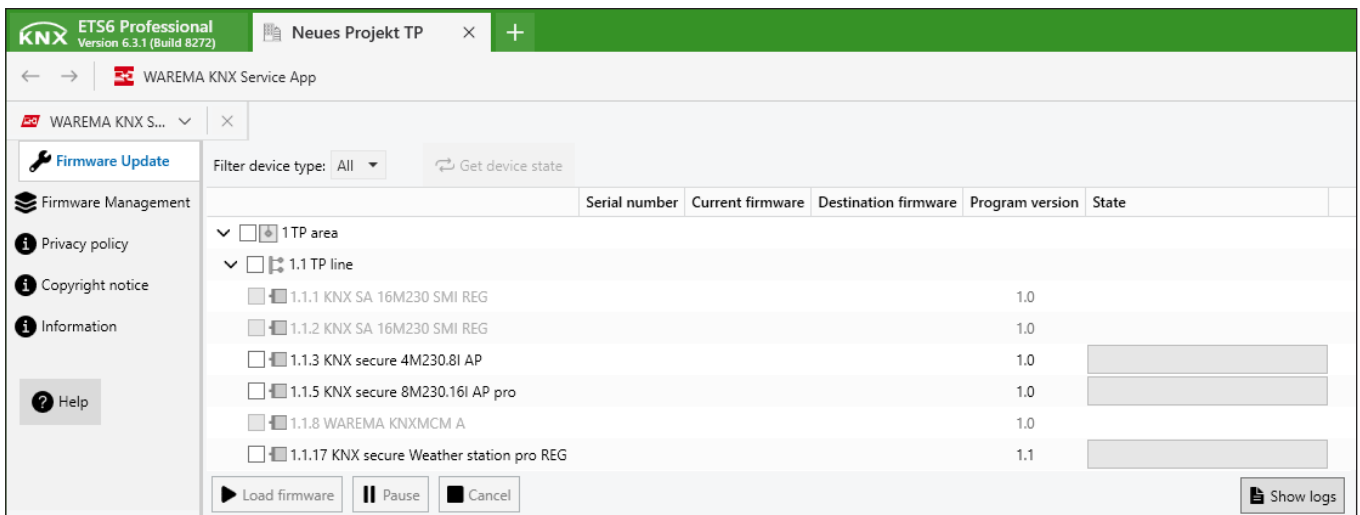 KNX ETS6 Professional
Version 6.3.1 (Build 8272)
Neues Projekt TP
WAREMA KNX Service App
WAREMA KNX S...
Firmware Update
Filter device type: All
Get device state
Firmware Management
Serial number Current firmware Destination firmware Program version State
Privacy policy
1 TP area
1.1 TP line
Copyright notice
1.1.1 KNX SA 16M230 SMI REG 1.0
Information
1.1.2 KNX SA 16M230 SMI REG 1.0
1.1.3 KNX secure 4M230.8I AP 1.0
Help
1.1.5 KNX secure 8M230.16I AP pro 1.0
1.1.8 WAREMA KNXMCM A 1.0
1.1.17 KNX secure Weather station pro REG 1.1
Load firmware Pause Cancel Show logs